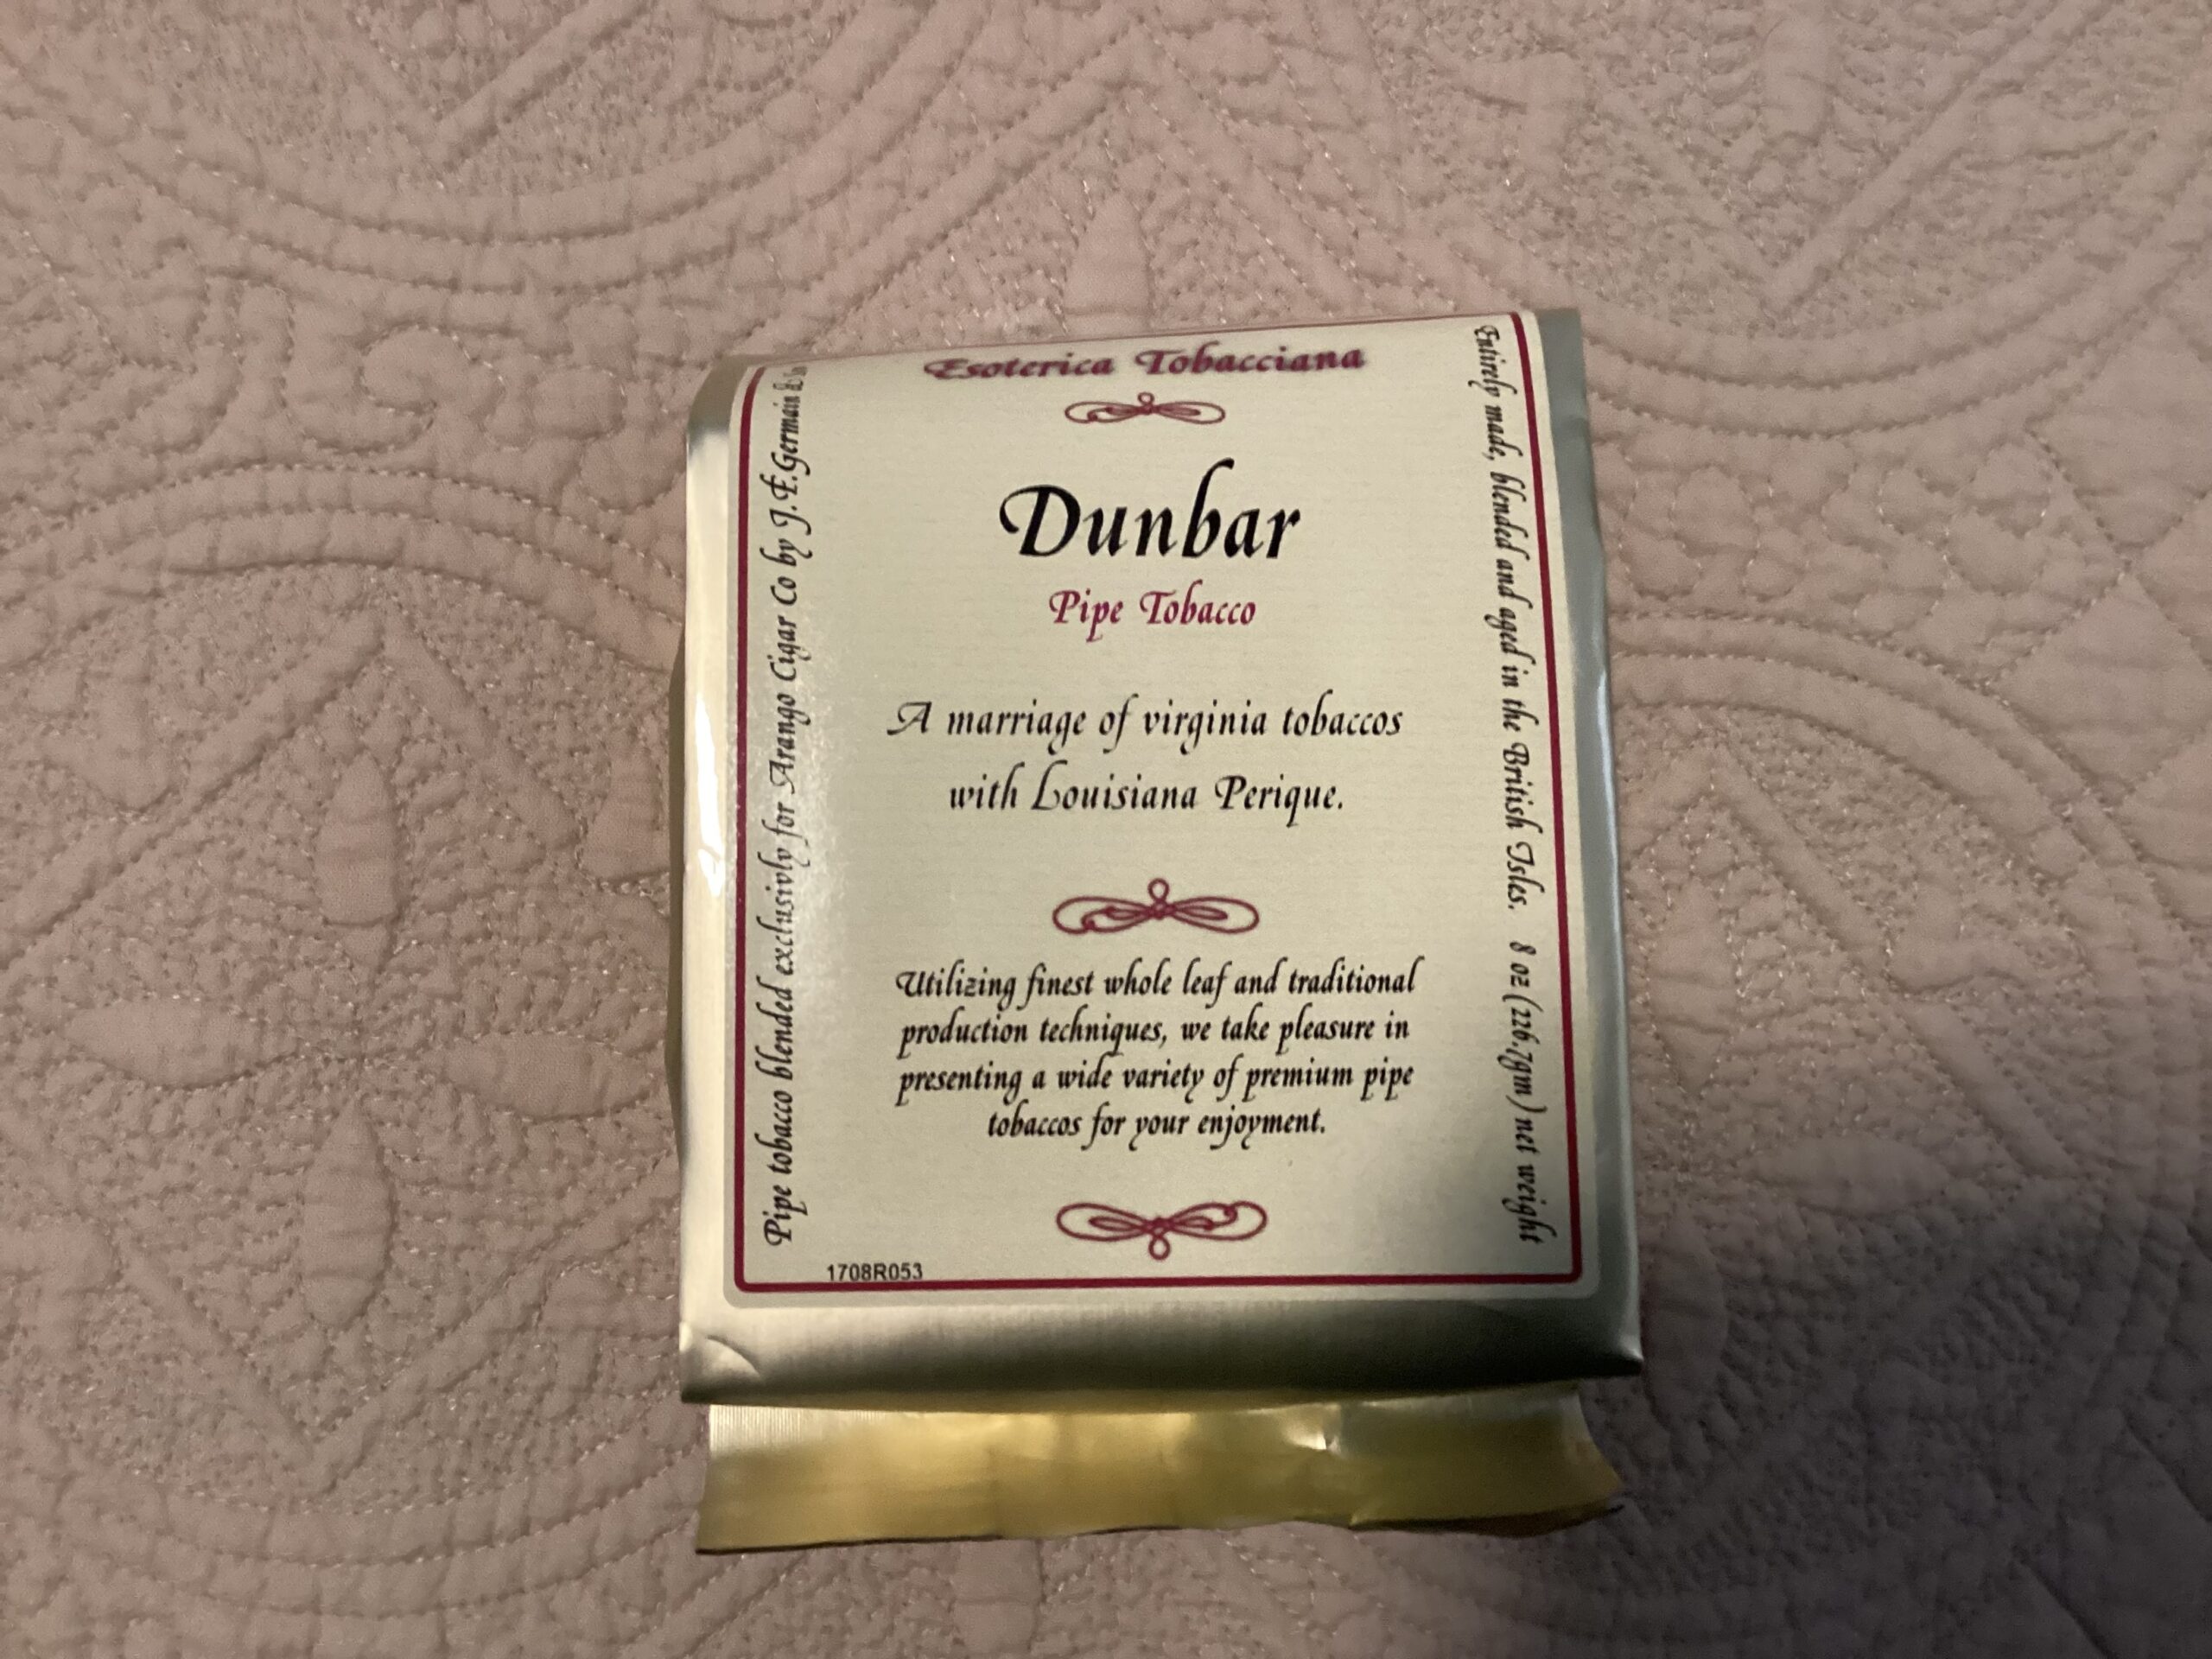 Esoterica Tobacciana
Dunbar
Pipe Tobacco
A marriage of virginia tobaccos
with Louisiana Perique.
Utilizing finest whole leaf and traditional
production techniques, we take pleasure in
presenting a wide variety of premium pipe
tobaccos for your enjoyment.
1708R053
Pipe tobacco blended exclusivly for Arango Cigar Co by J.E.Germain &
Entirely made, blended and aged in the British Isles. 8 oz (226.7gm) net weight